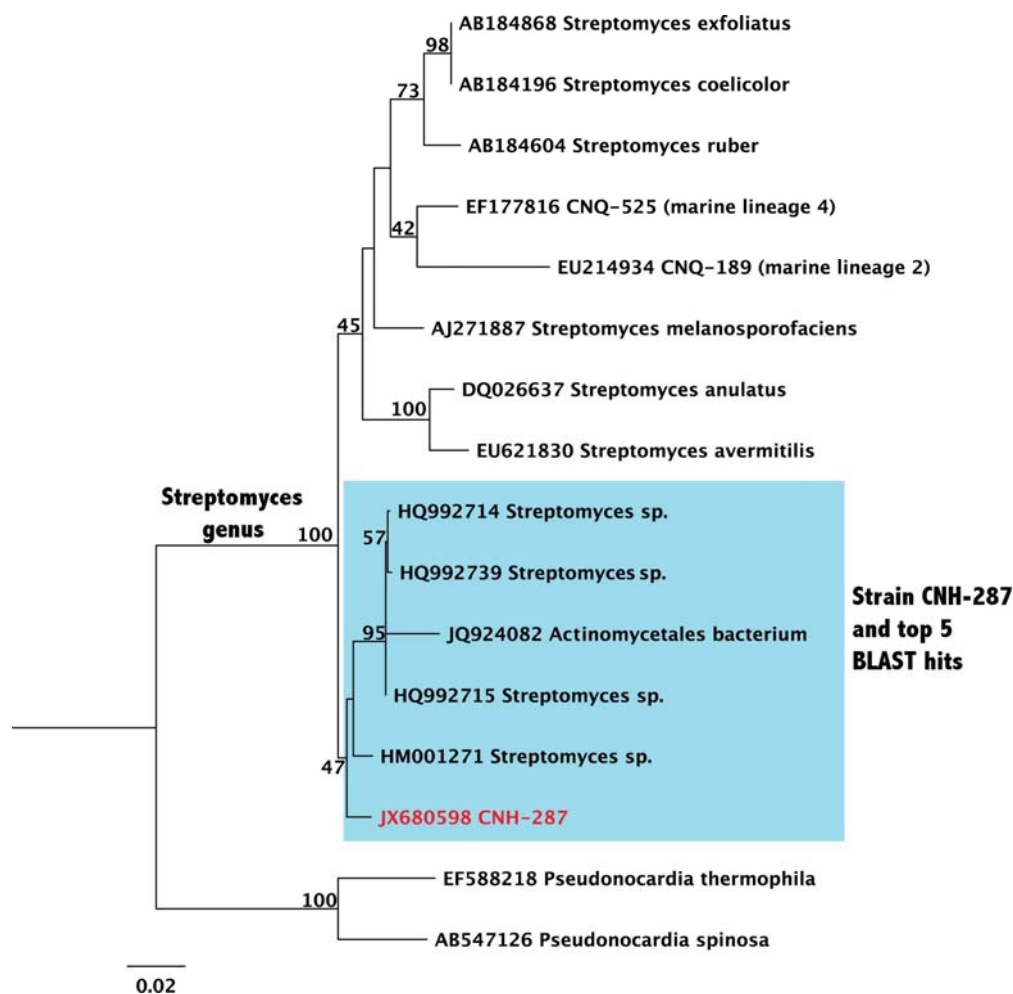 AB184868 Streptomyces exfoliatus
98
AB184196 Streptomyces coelicolor
73
AB184604 Streptomyces ruber
EF177816 CNQ-525 (marine lineage 4)
42
EU214934 CNQ-189 (marine lineage 2)
45
AJ271887 Streptomyces melanosporofaciens
DQ026637 Streptomyces anulatus
100
EU621830 Streptomyces avermitilis
Streptomyces
genus
100
HQ992714 Streptomyces sp.
57
HQ992739 Streptomyces sp.
95
JQ924082 Actinomycetales bacterium
HQ992715 Streptomyces sp.
HM001271 Streptomyces sp.
47
JX680598 CNH-287
Strain CNH-287
and top 5
BLAST hits
EF588218 Pseudonocardia thermophila
100
AB547126 Pseudonocardia spinosa
0.02